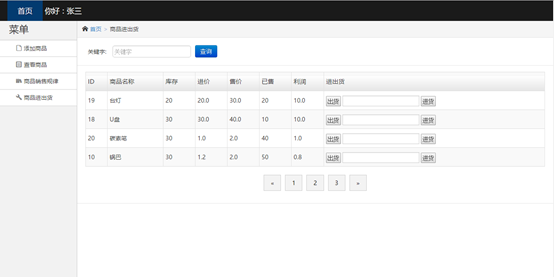 首页 你好：张三
菜单
添加商品
查看商品
商品销售规律
商品进出货
首页 > 商品进出货
关键字： 关键字 查询
ID 商品名称 库存 进价 售价 已售 利润 进出货
19 台灯 20 20.0 30.0 20 10.0 出货 进货
18 U盘 30 30.0 40.0 10 10.0 出货 进货
20 碳素笔 30 1.0 2.0 40 1.0 出货 进货
10 锅巴 30 1.2 2.0 50 0.8 出货 进货
« 1 2 3 »